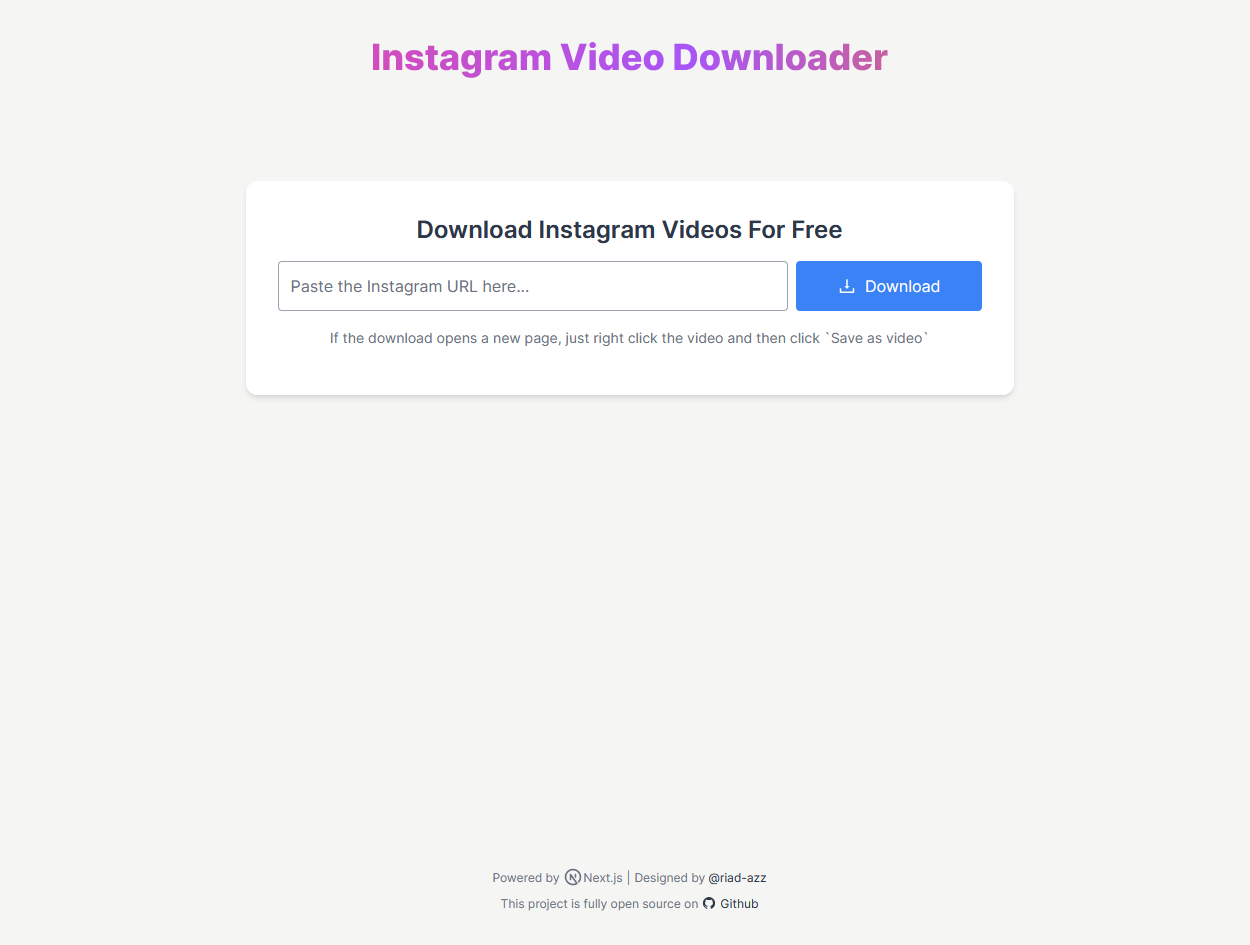 Instagram Video Downloader
Download Instagram Videos For Free
Paste the Instagram URL here...
Download
If the download opens a new page, just right click the video and then click `Save as video`
Powered by Next.js | Designed by @riad-azz
This project is fully open source on Github